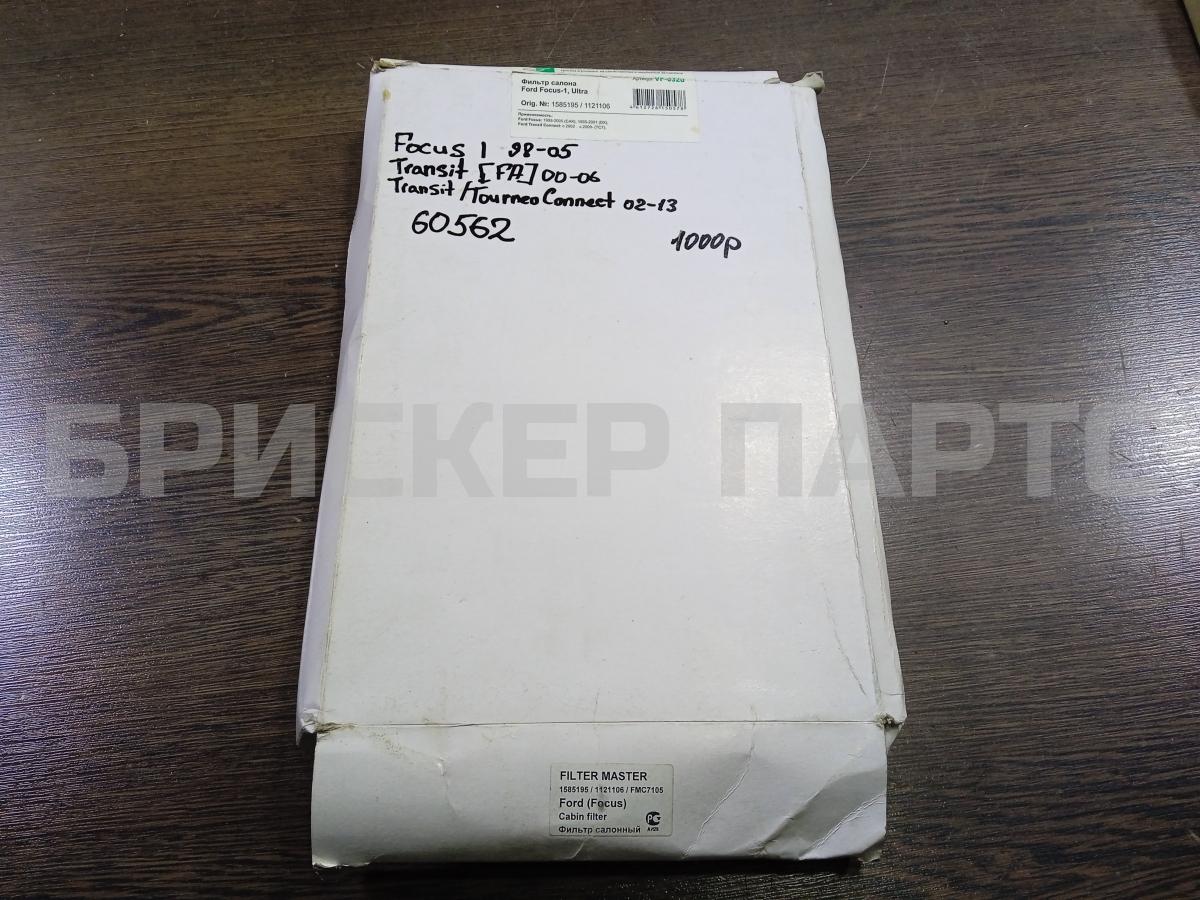 Фильтр салона
Ford Focus-1, Ultra
Orig. №: 1585195 / 1121106
Применяемость:
Артикул:
Focus 1 98-05
Transit [FA] 00-06
Transit/Tourneo Connect 02-13
60562
1000р
БРИСКЕР ПАРТС
FILTER MASTER
1585195 / 1121106 / FMC7105
Ford (Focus)
Cabin filter
Фильтр салонный